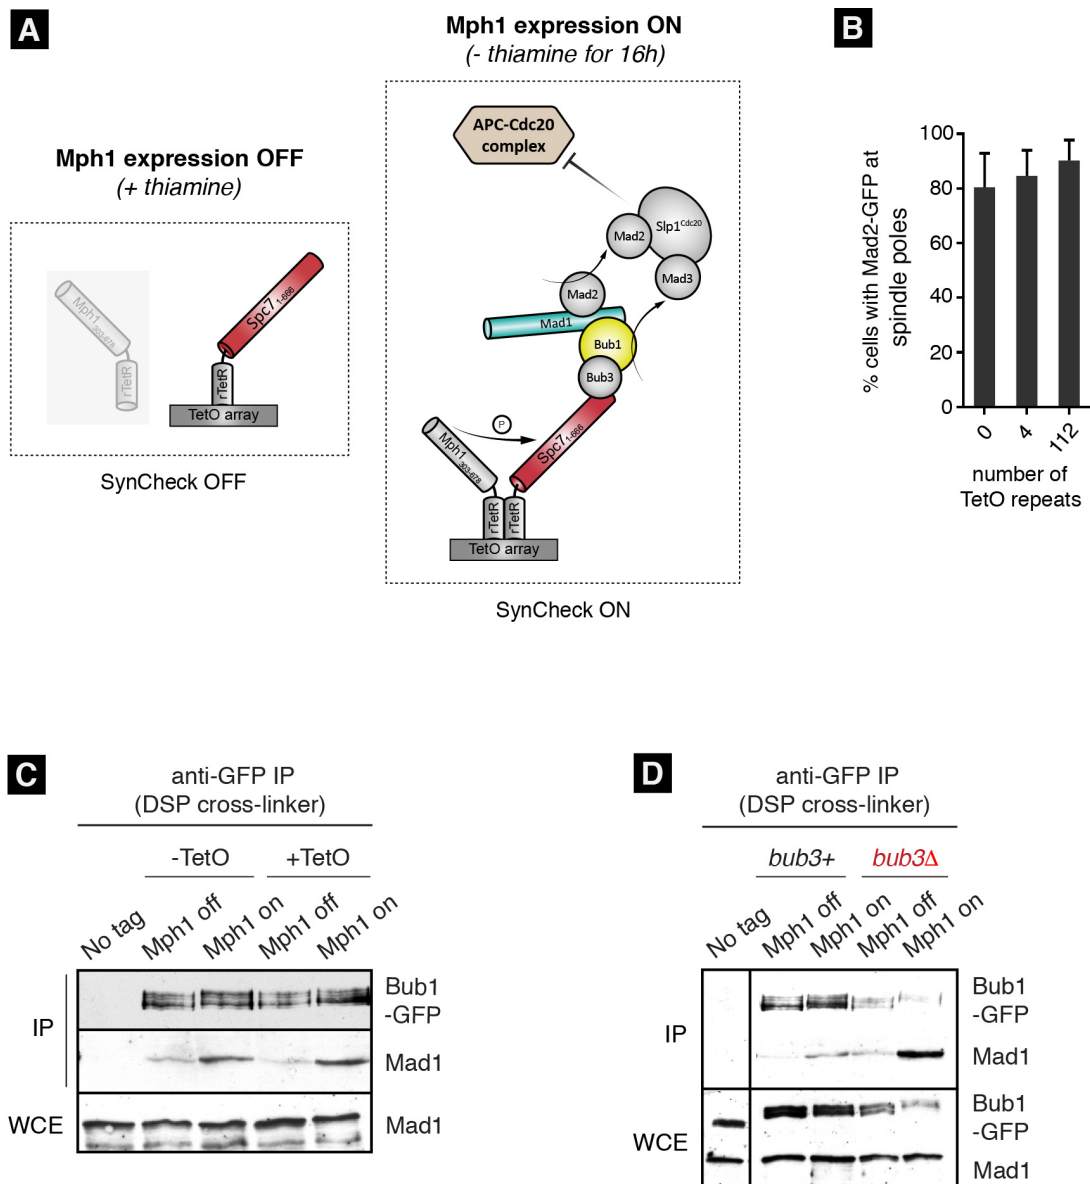 A
Mph1 expression OFF
(+ thiamine)
Mph1 303-678
rTetR
Spc7 1-666
rTetR
TetO array
SynCheck OFF
Mph1 expression ON
(- thiamine for 16h)
APC-Cdc20
complex
Mad2
Slp1Cdc20
Mad3
Mad2
Mad1
Bub1
Bub3
P
Mph1 303-678
Spc7 1-666
rTetR
rTetR
TetO array
SynCheck ON
B
% cells with Mad2-GFP at
spindle poles
100
80
60
40
20
0
0 4 112
number of
TetO repeats
C
anti-GFP IP
(DSP cross-linker)
-TetO +TetO
No tag Mph1 off Mph1 on Mph1 off Mph1 on
IP
Bub1
-GFP
Mad1
WCE Mad1
D
anti-GFP IP
(DSP cross-linker)
bub3+ bub3Δ
No tag Mph1 off Mph1 on Mph1 off Mph1 on
IP
Bub1
-GFP
Mad1
WCE
Bub1
-GFP
Mad1